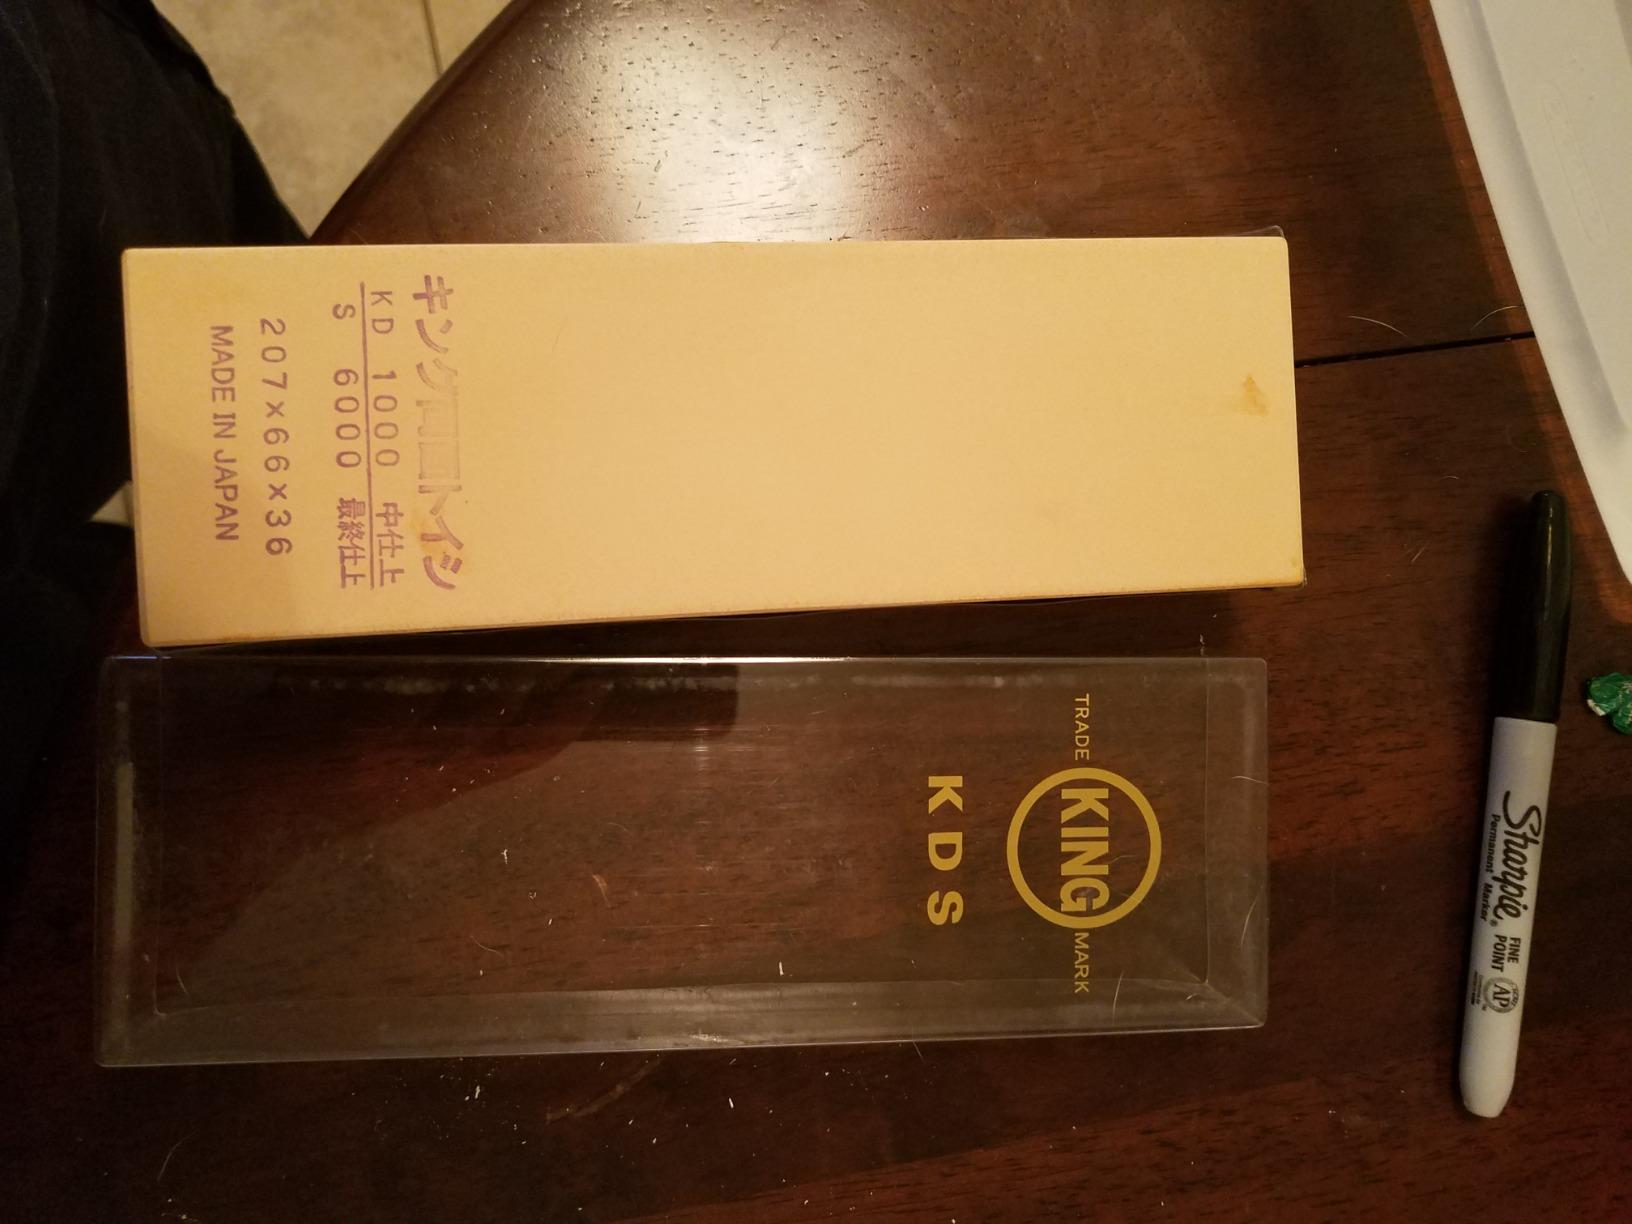 キング両面トイシ
KD 1000 中仕上
S 6000 最終仕上
207×66×36
MADE IN JAPAN
TRADE KING MARK
KDS
Sharpie
Permanent Marker
FINE
POINT
AP